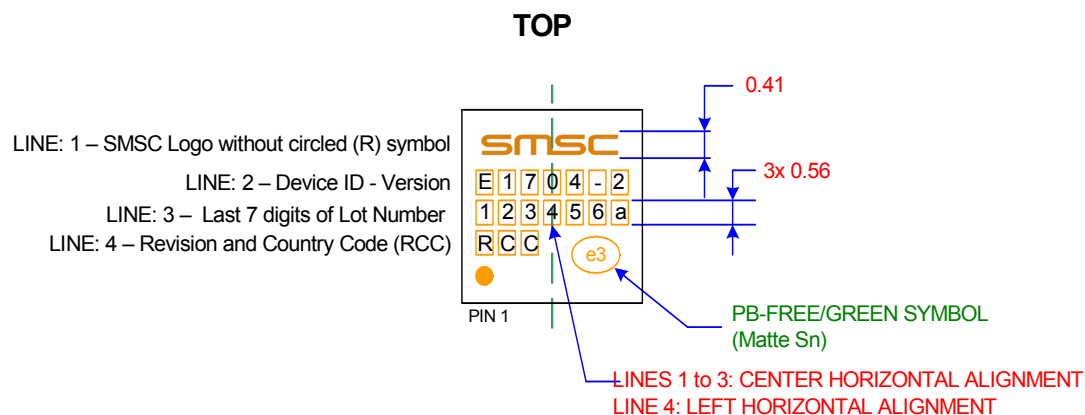 TOP
0.41
LINE: 1 – SMSC Logo without circled (R) symbol
SMSC
3x 0.56
LINE: 2 – Device ID - Version
E1704-2
LINE: 3 – Last 7 digits of Lot Number
123456a
LINE: 4 – Revision and Country Code (RCC)
RCC
e3
PIN 1
PB-FREE/GREEN SYMBOL
(Matte Sn)
LINES 1 to 3: CENTER HORIZONTAL ALIGNMENT
LINE 4: LEFT HORIZONTAL ALIGNMENT